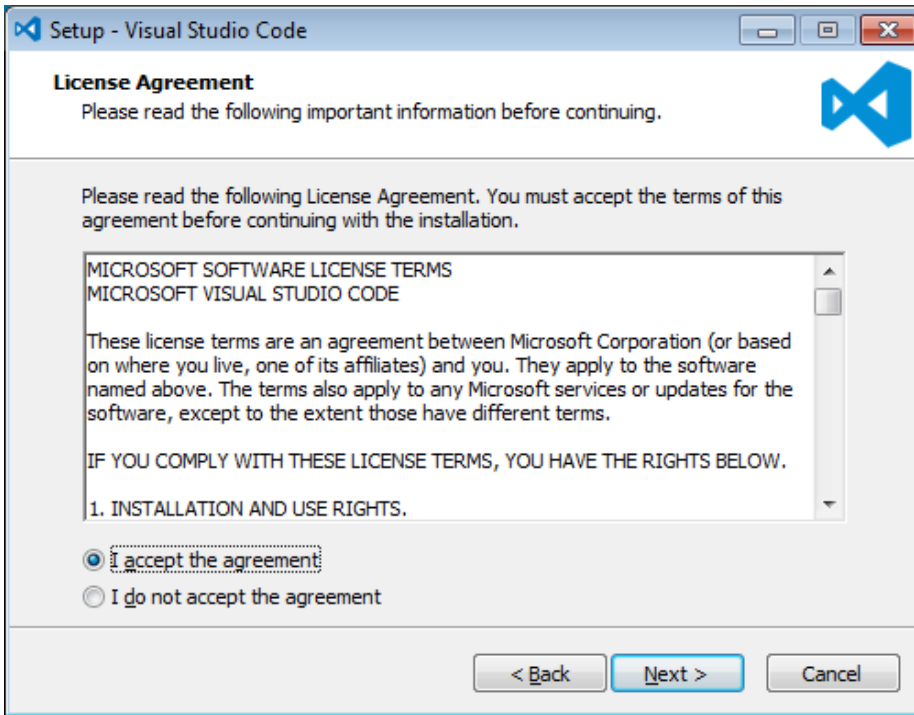 Setup - Visual Studio Code
License Agreement
Please read the following important information before continuing.
Please read the following License Agreement. You must accept the terms of this
agreement before continuing with the installation.
MICROSOFT SOFTWARE LICENSE TERMS
MICROSOFT VISUAL STUDIO CODE
These license terms are an agreement between Microsoft Corporation (or based
on where you live, one of its affiliates) and you. They apply to the software
named above. The terms also apply to any Microsoft services or updates for the
software, except to the extent those have different terms.
IF YOU COMPLY WITH THESE LICENSE TERMS, YOU HAVE THE RIGHTS BELOW.
1. INSTALLATION AND USE RIGHTS.
I accept the agreement
I do not accept the agreement
< Back Next > Cancel